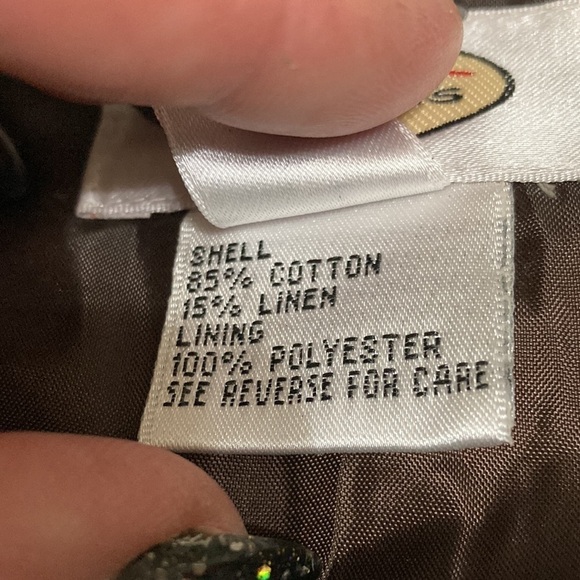 SHELL
85% COTTON
15% LINEN
LINING
100% POLYESTER
SEE REVERSE FOR CARE